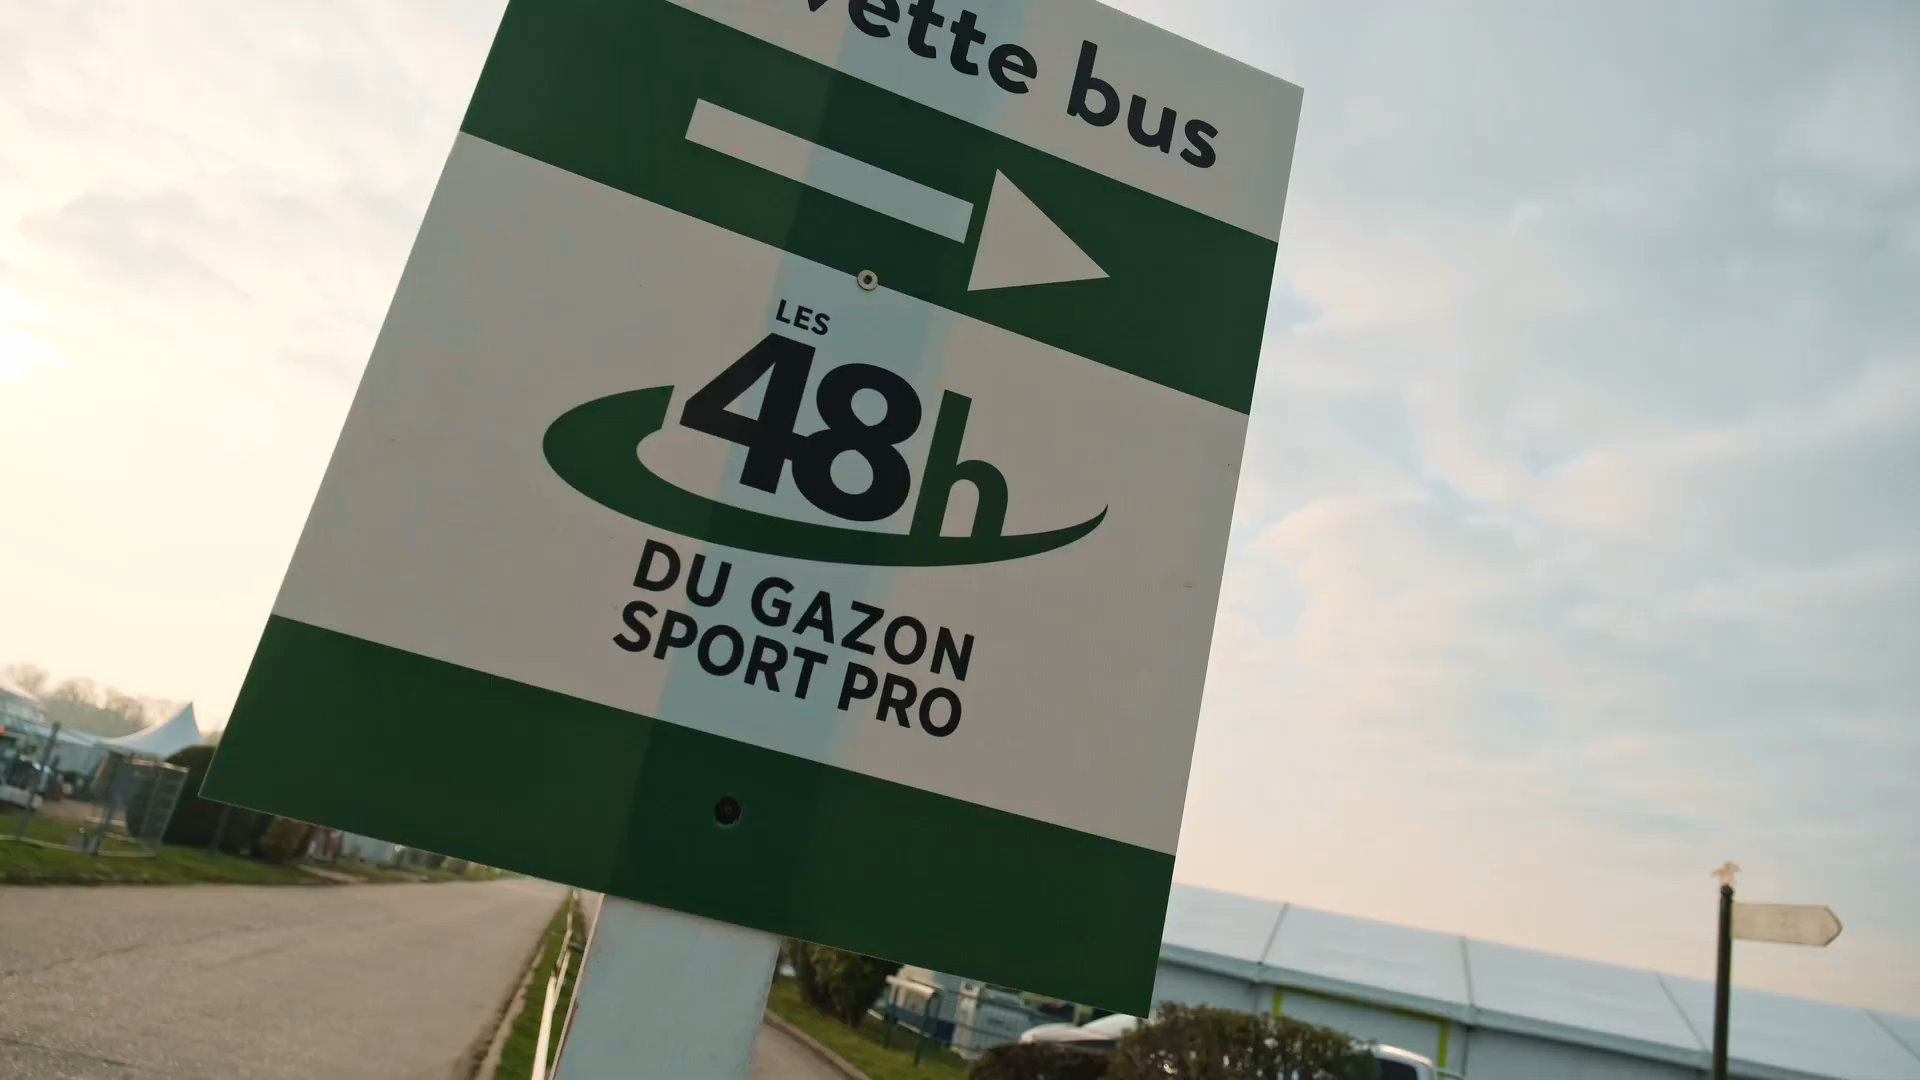 vette bus
LES
48h
DU GAZON
SPORT PRO